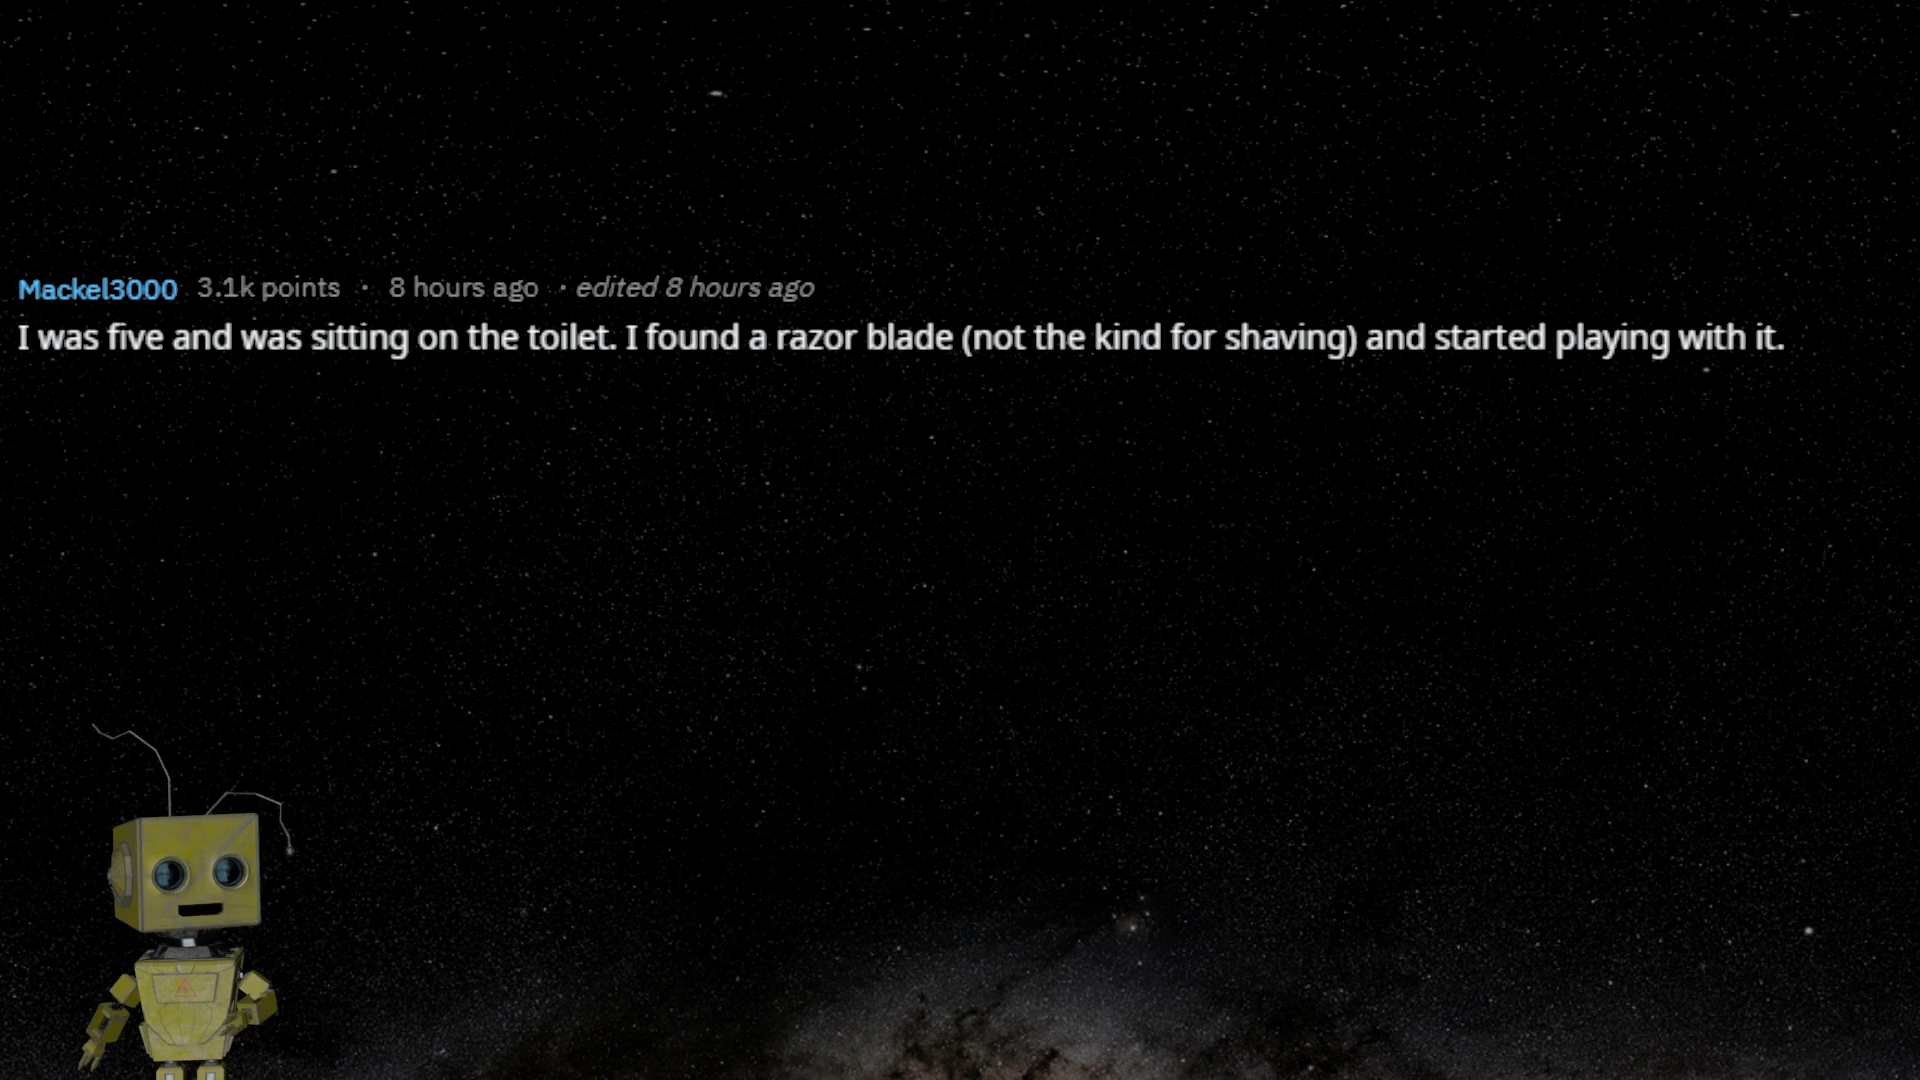 Mackel3000 3.1k points · 8 hours ago · edited 8 hours ago
I was five and was sitting on the toilet. I found a razor blade (not the kind for shaving) and started playing with it.